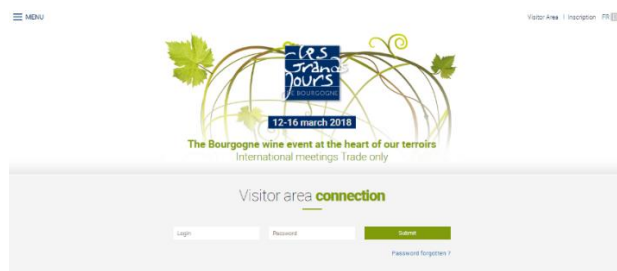 MENU
Visitor Area | Inscription FR
Les
Grands
Jours
DE BOURGOGNE
12-16 march 2018
The Bourgogne wine event at the heart of our terroirs
International meetings Trade only
Visitor area connection
Login
Password
Submit
Password forgotten ?